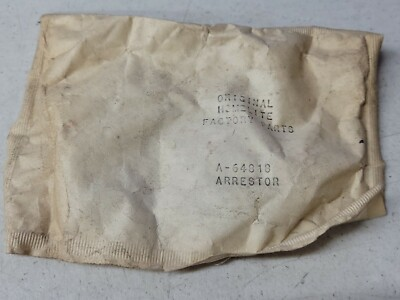 ORIGINAL
HOMELITE
FACTORY PARTS
A-64818
ARRESTOR